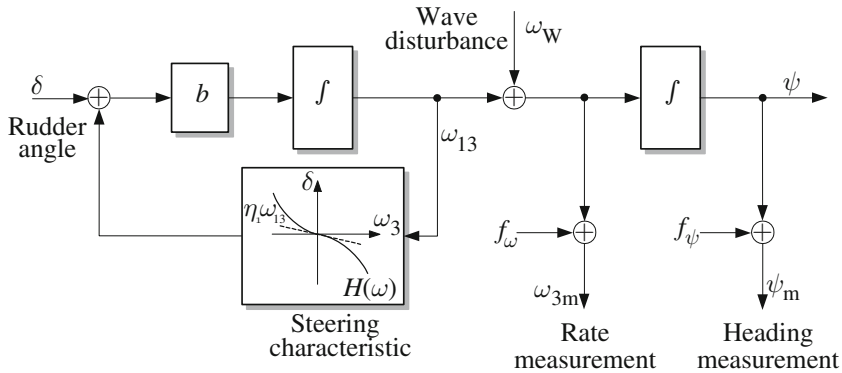 Wave
disturbance
ω_W
δ
Rudder
angle
b
∫
ω_13
∫
ψ
δ
η_1ω_13
ω_3
H(ω)
Steering
characteristic
f_ω
ω_3m
Rate
measurement
f_ψ
ψ_m
Heading
measurement